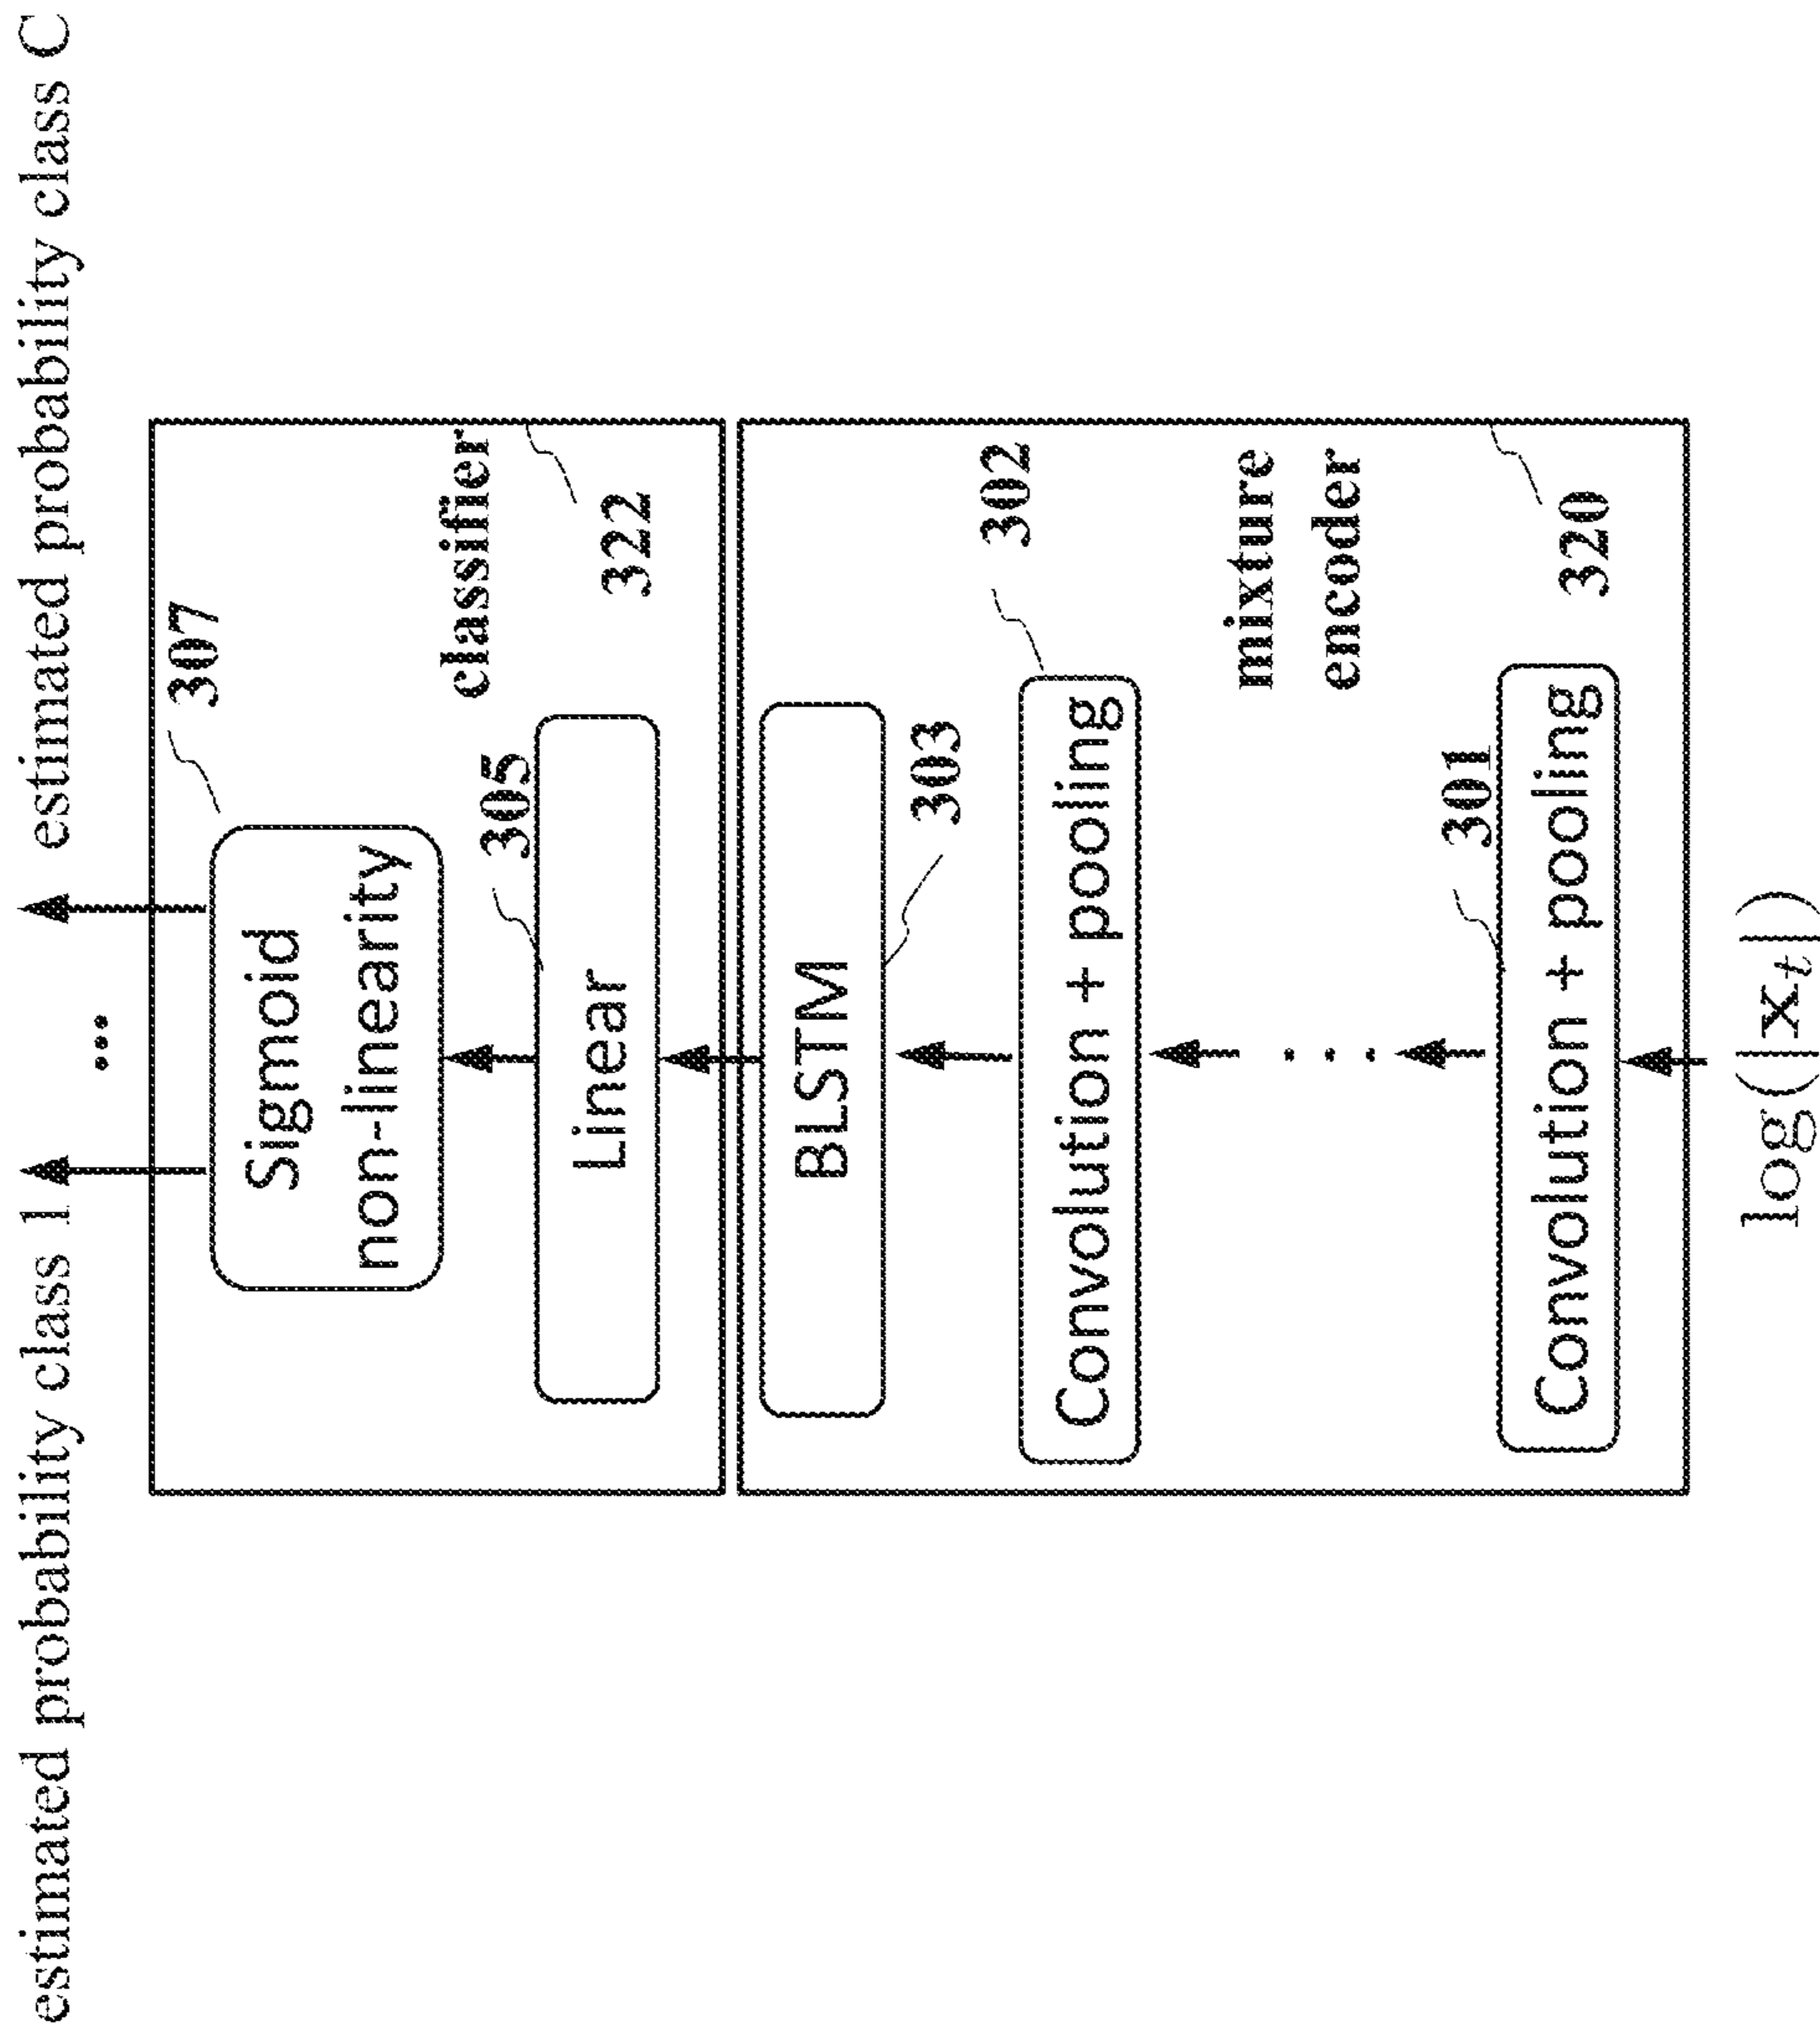 estimated probability class 1
...
estimated probability class C
307
Sigmoid
non-linearity
classifier
305
322
Linear
BLSTM
303
302
Convolution + pooling
mixture
encoder
...
301
320
Convolution + pooling
log(|x_t|)